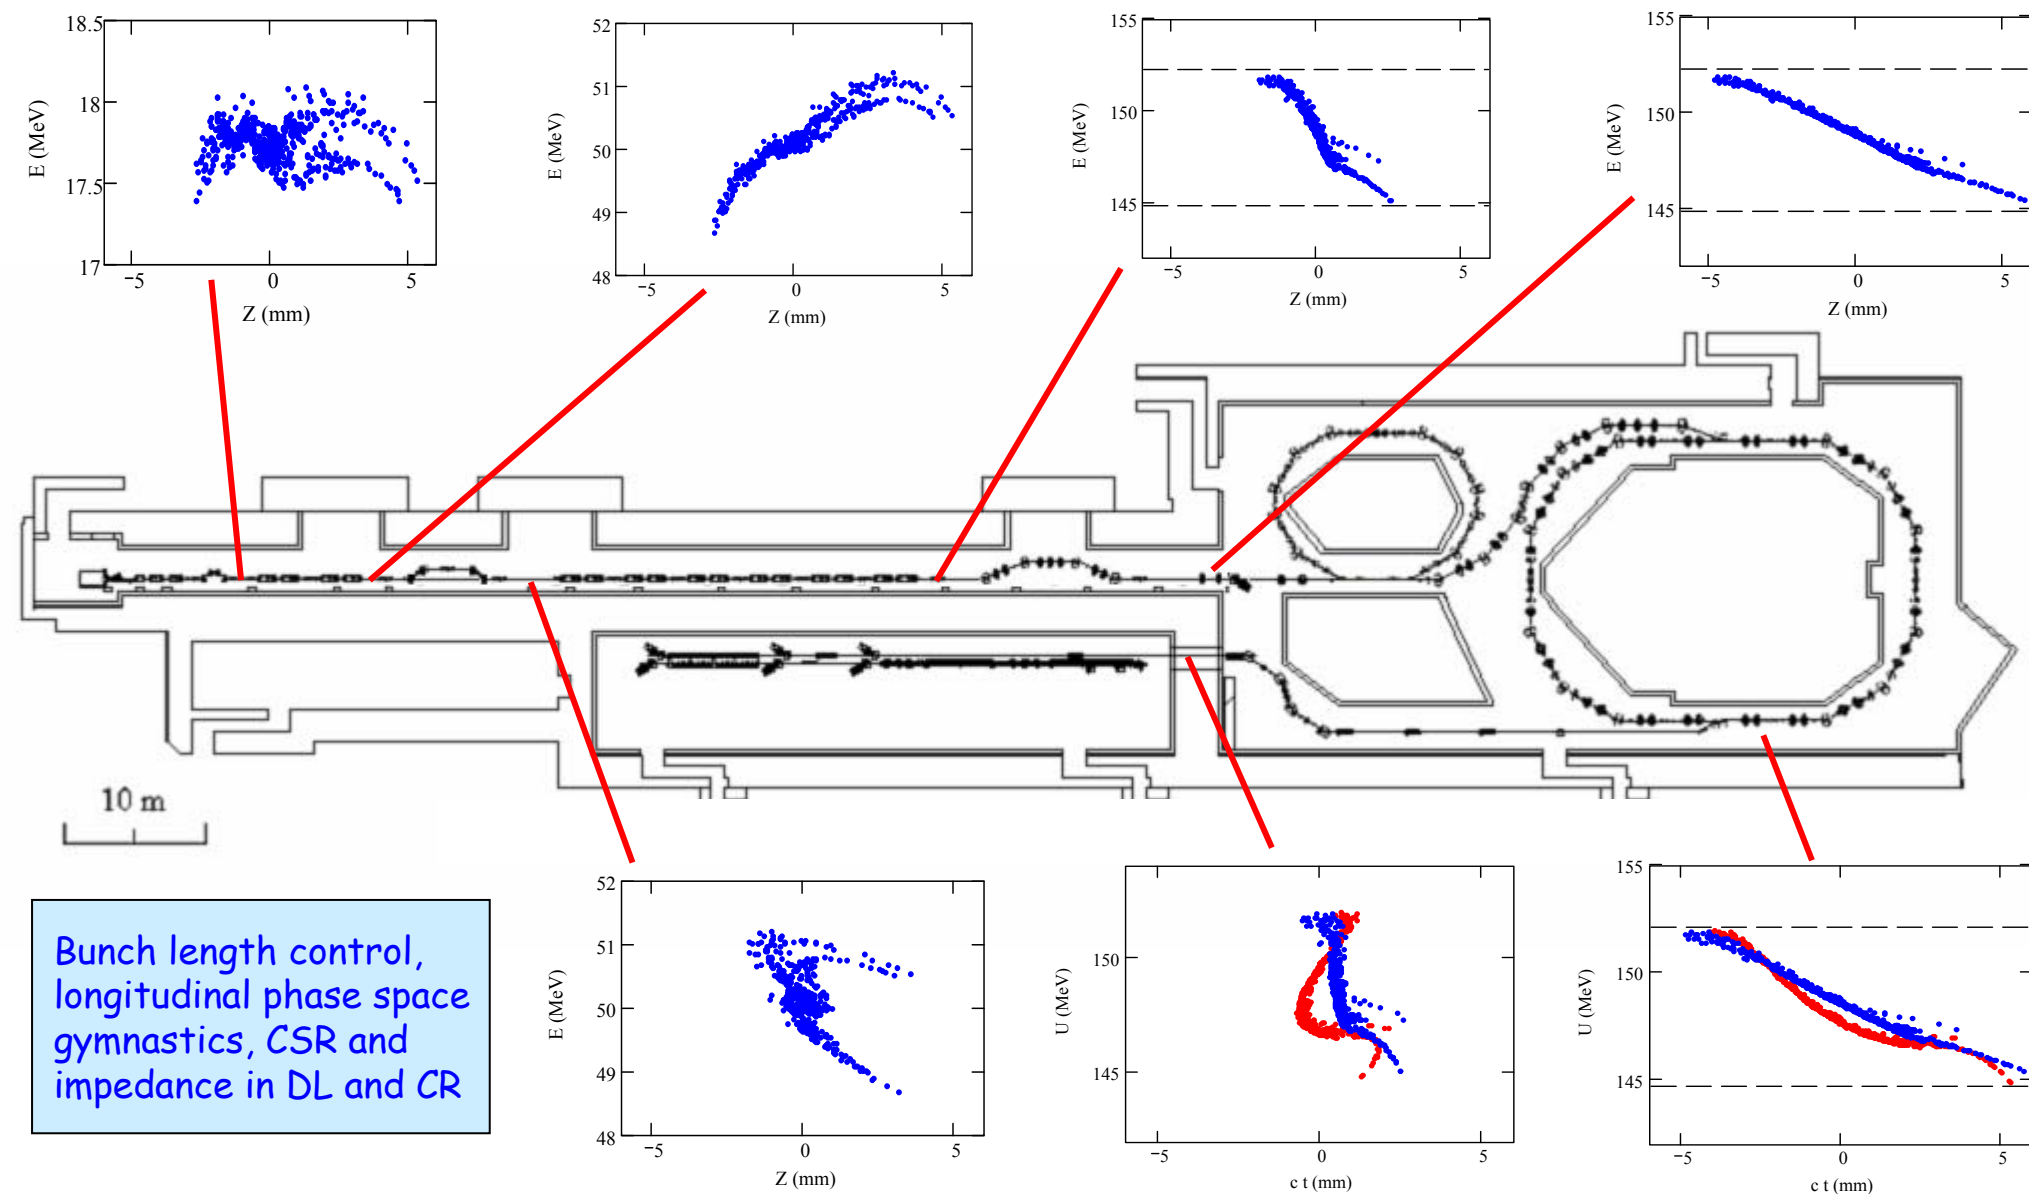 18.5
18
17.5
17
E (MeV)
−5
0
5
Z (mm)
52
51
50
49
48
E (MeV)
−5
0
5
Z (mm)
155
150
145
E (MeV)
−5
0
5
Z (mm)
155
150
145
E (MeV)
−5
0
5
Z (mm)
10 m
Bunch length control,
longitudinal phase space
gymnastics, CSR and
impedance in DL and CR
52
51
50
49
48
E (MeV)
−5
0
5
Z (mm)
150
145
U (MeV)
−5
0
5
c t (mm)
155
150
145
U (MeV)
−5
0
5
c t (mm)